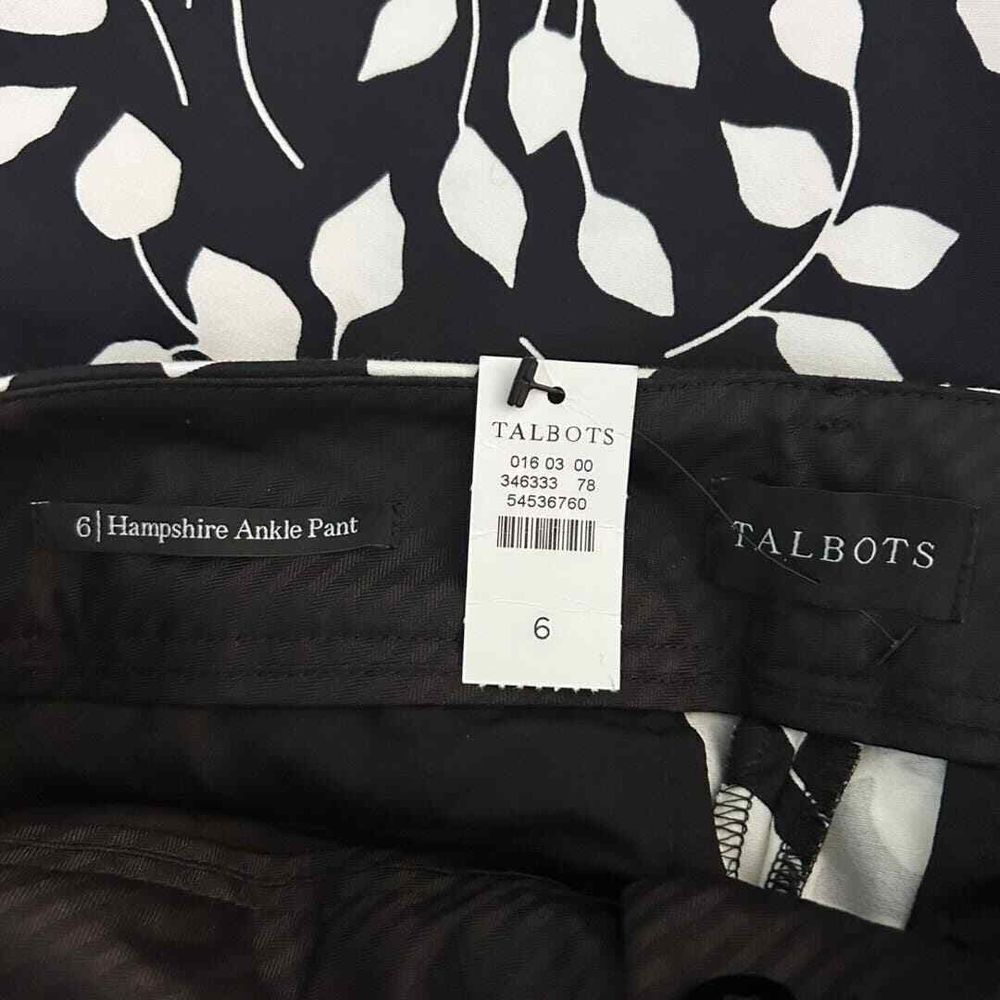 TALBOTS
016 03 00
346333 78
54536760
6
6| Hampshire Ankle Pant
TALBOTS